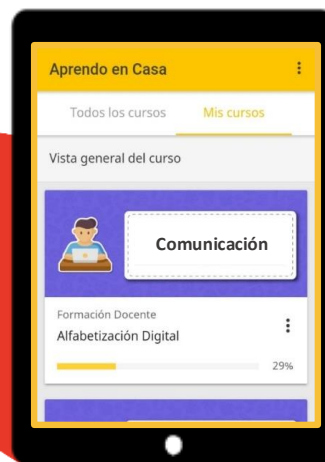 Aprendo en Casa
Todos los cursos Mis cursos
Vista general del curso
Comunicación
Formación Docente
Alfabetización Digital
29%